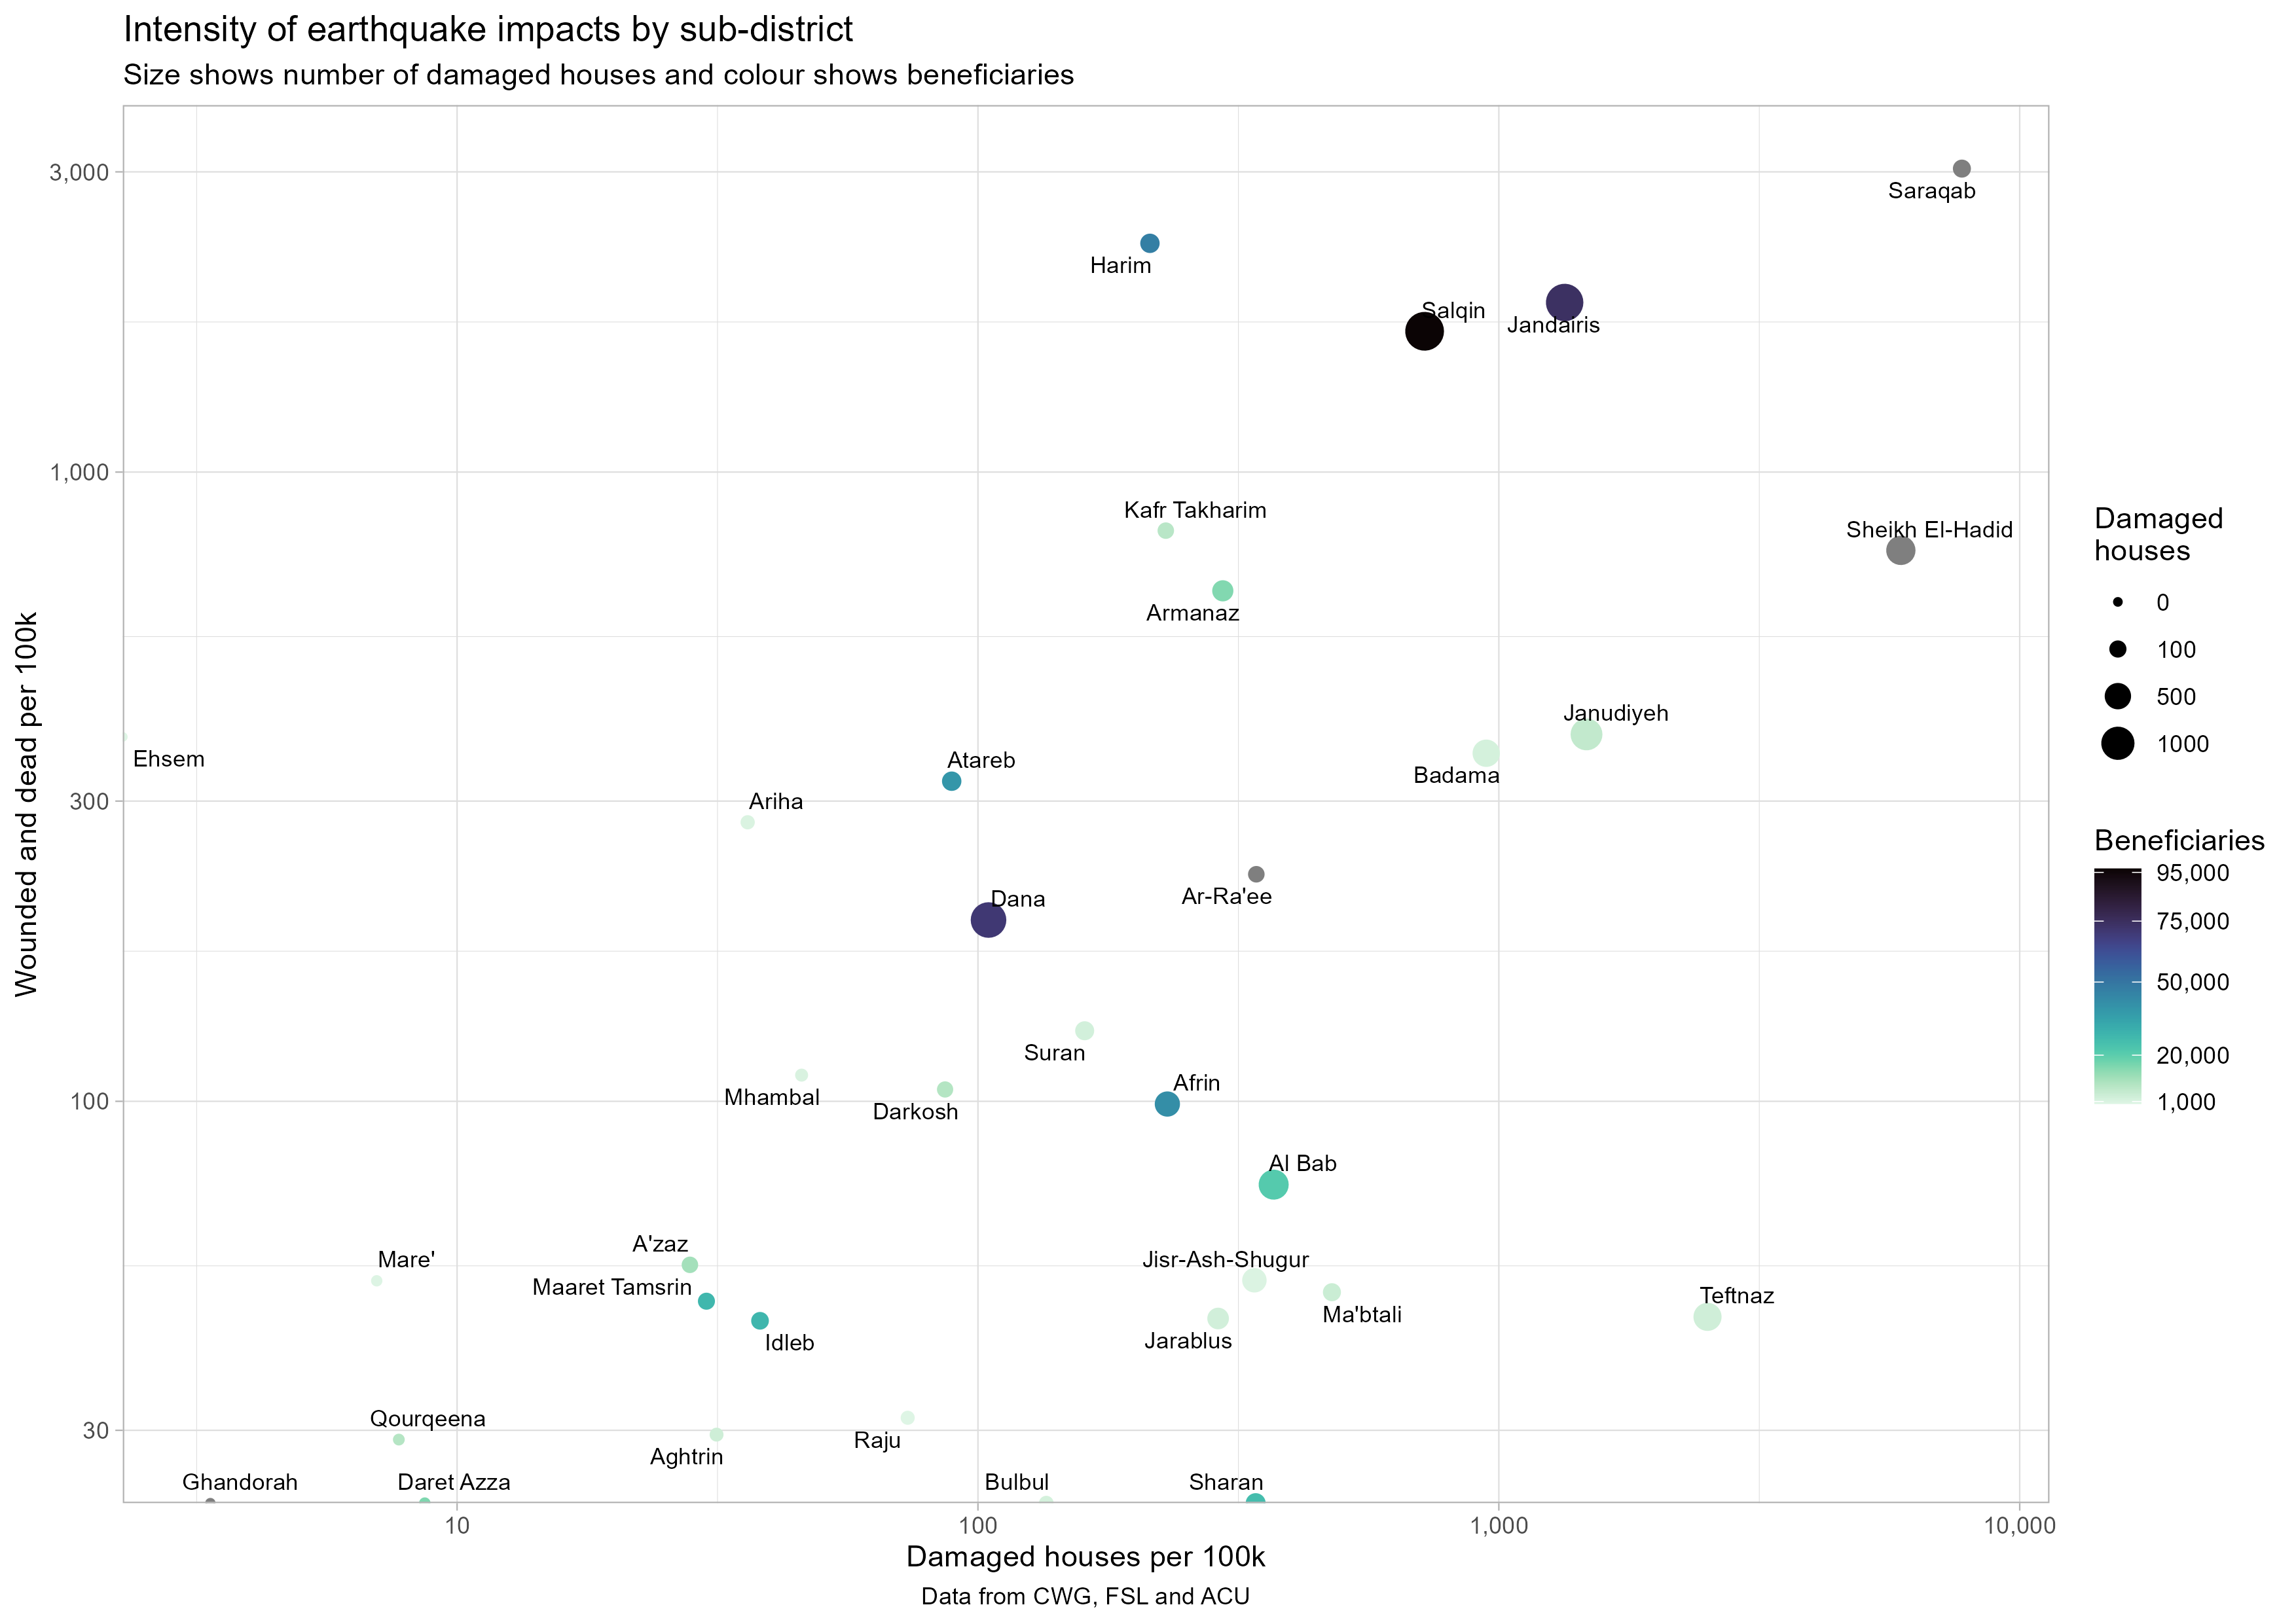 Intensity of earthquake impacts by sub-district
Size shows number of damaged houses and colour shows beneficiaries
Wounded and dead per 100k
3,000
1,000
300
100
30
Saraqab
Harim
Salqin
Jandairis
Kafr Takharim
Sheikh El-Hadid
Armanaz
Janudiyeh
Ehsem
Atareb
Badama
Ariha
Ar-Ra'ee
Dana
Suran
Afrin
Mhambal
Darkosh
Al Bab
A'zaz
Mare'
Jisr-Ash-Shugur
Maaret Tamsrin
Teftnaz
Ma'btali
Idleb
Jarablus
Qourqeena
Raju
Aghtrin
Ghandorah
Daret Azza
Bulbul
Sharan
10
100
1,000
10,000
Damaged houses per 100k
Data from CWG, FSL and ACU
Damaged
houses
0
100
500
1000
Beneficiaries
95,000
75,000
50,000
20,000
1,000